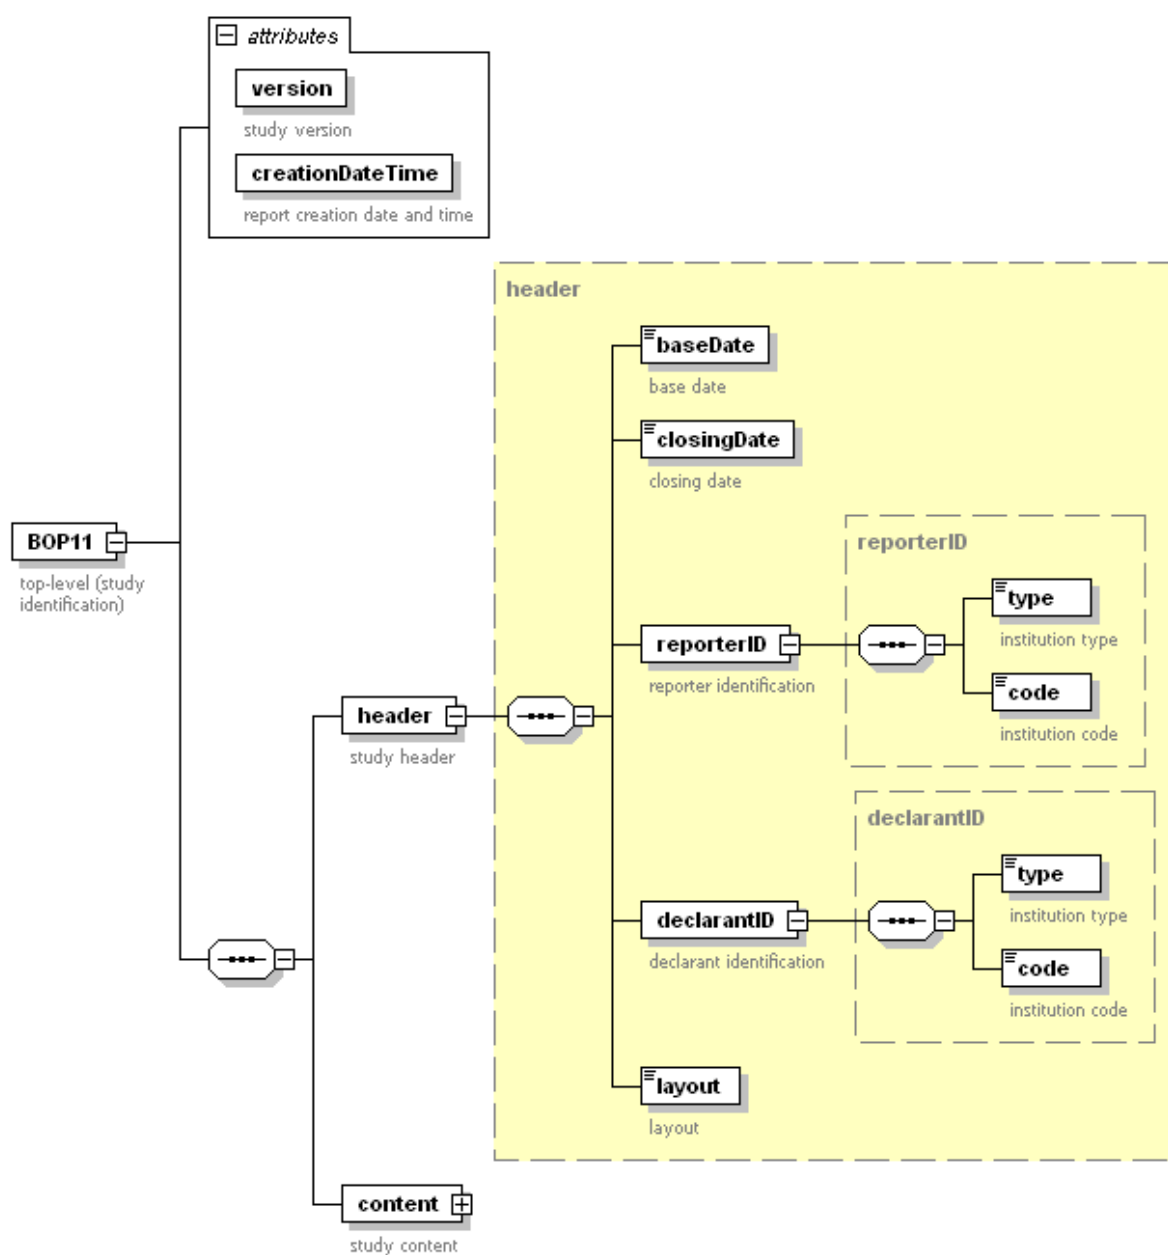 attributes
version
study version
creationDateTime
report creation date and time
header
baseDate
base date
closingDate
closing date
BOP11
top-level (study
identification)
reporterID
type
institution type
reporterID
reporter identification
code
institution code
header
study header
declarantID
type
institution type
declarantID
declarant identification
code
institution code
layout
layout
content
study content